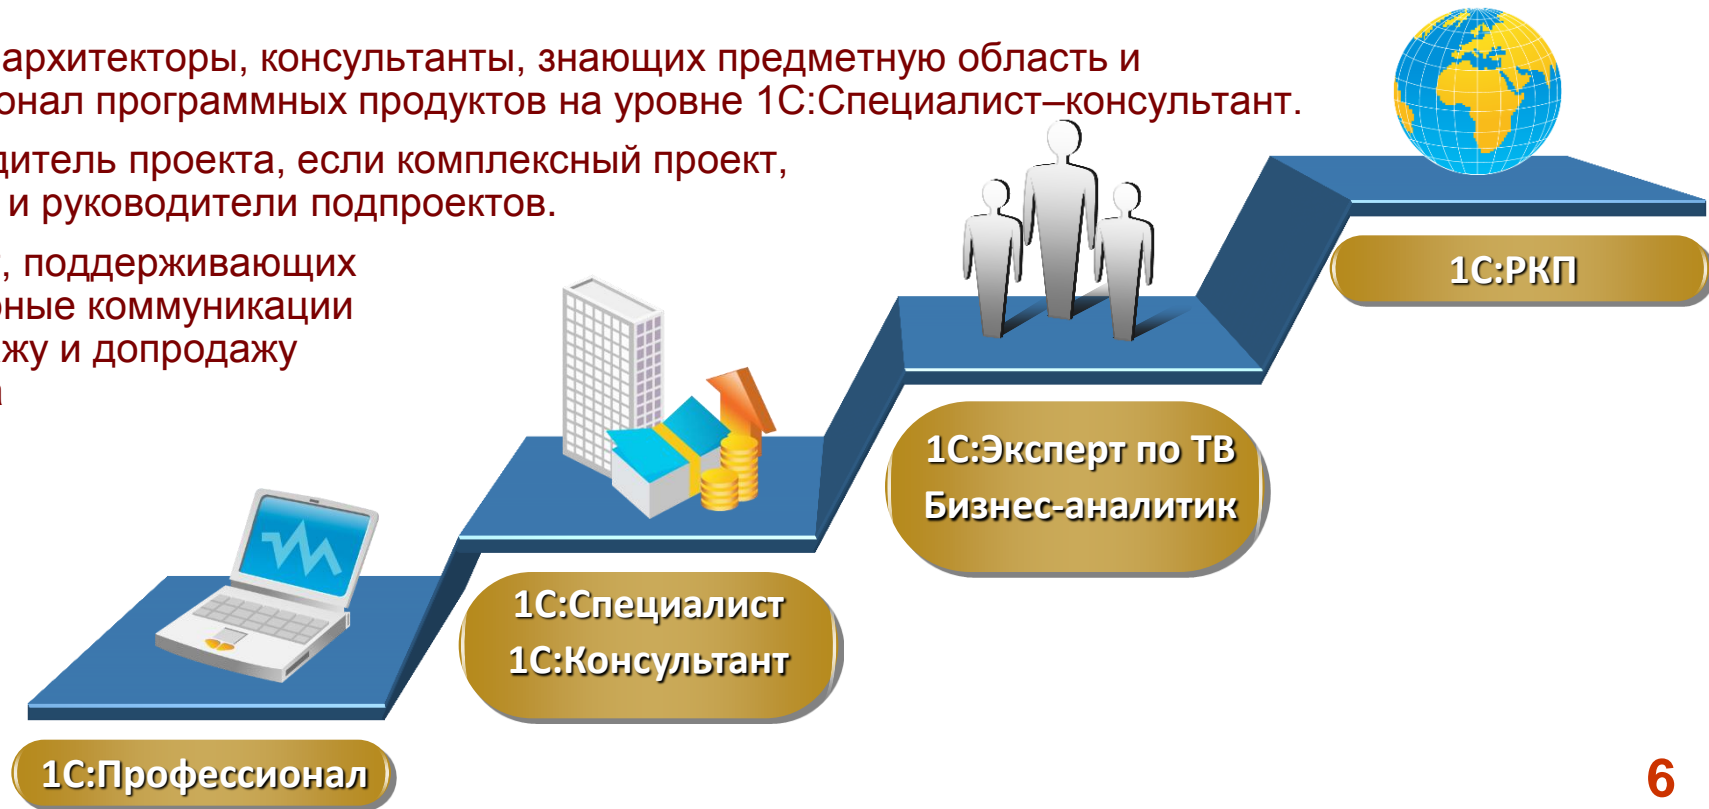 архитекторы, консультанты, знающих предметную область и
онал программных продуктов на уровне 1С:Специалист–консультант.
дитель проекта, если комплексный проект,
и руководители подпроектов.
, поддерживающих
ные коммуникации
жу и допродажу
1С:РКП
1С:Эксперт по ТВ
Бизнес-аналитик
1С:Специалист
1С:Консультант
1С:Профессионал
6